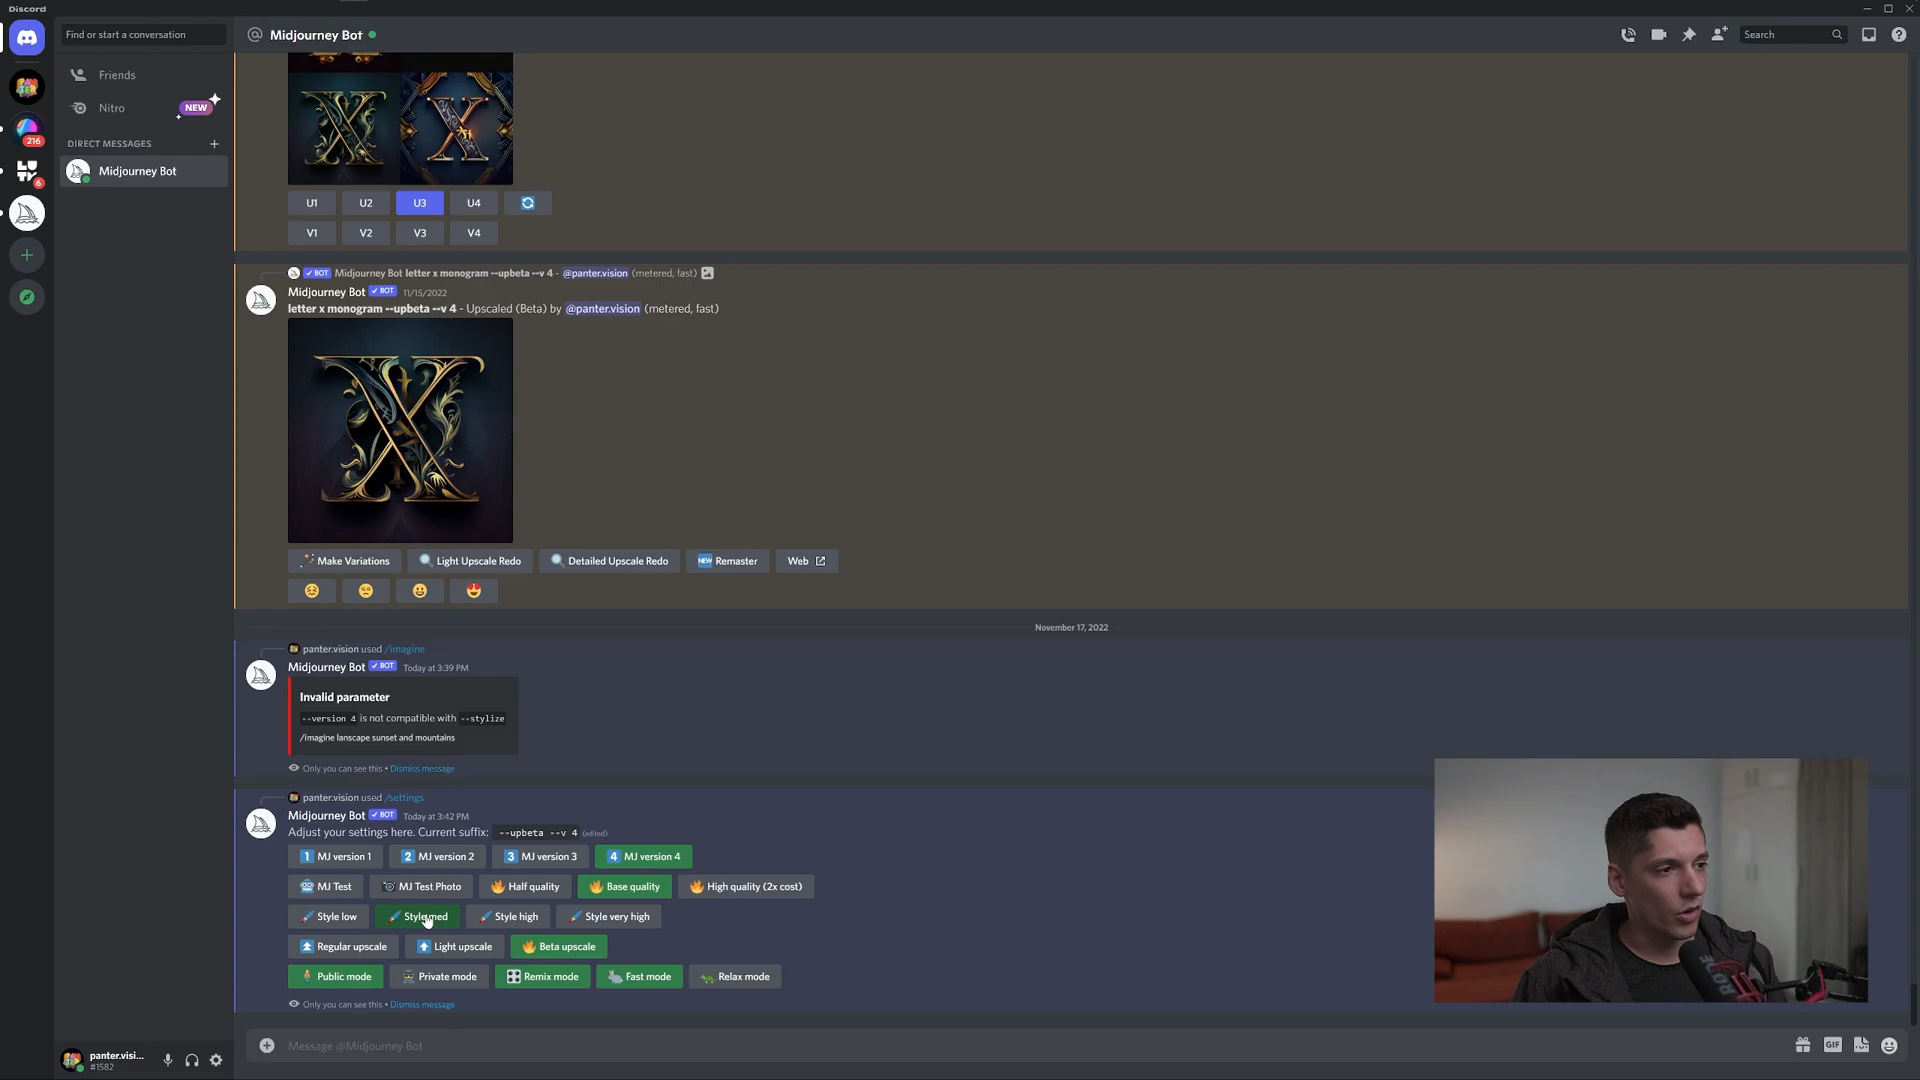 Discord
Find or start a conversation
Midjourney Bot
Search
Friends
Nitro
NEW
216
6
DIRECT MESSAGES
Midjourney Bot
U1 U2 U3 U4
V1 V2 V3 V4
BOT Midjourney Bot letter x monogram --upbeta --v 4 - @panter.vision (metered, fast)
Midjourney Bot BOT 11/15/2022
letter x monogram --upbeta --v 4 - Upscaled (Beta) by @panter.vision (metered, fast)
X
Make Variations Light Upscale Redo Detailed Upscale Redo NEW Remaster Web
November 17, 2022
panter.vision used /imagine
Midjourney Bot BOT Today at 3:39 PM
Invalid parameter
--version 4 is not compatible with --stylize
/imagine lanscape sunset and mountains
Only you can see this • Dismiss message
panter.vision used /settings
Midjourney Bot BOT Today at 3:42 PM
Adjust your settings here. Current suffix: --upbeta --v 4 (edited)
1 MJ version 1 2 MJ version 2 3 MJ version 3 4 MJ version 4
MJ Test MJ Test Photo Half quality Base quality High quality (2x cost)
Style low Style med Style high Style very high
Regular upscale Light upscale Beta upscale
Public mode Private mode Remix mode Fast mode Relax mode
Only you can see this • Dismiss message
Message @Midjourney Bot
GIF
panter.visi...
#1582
RODE